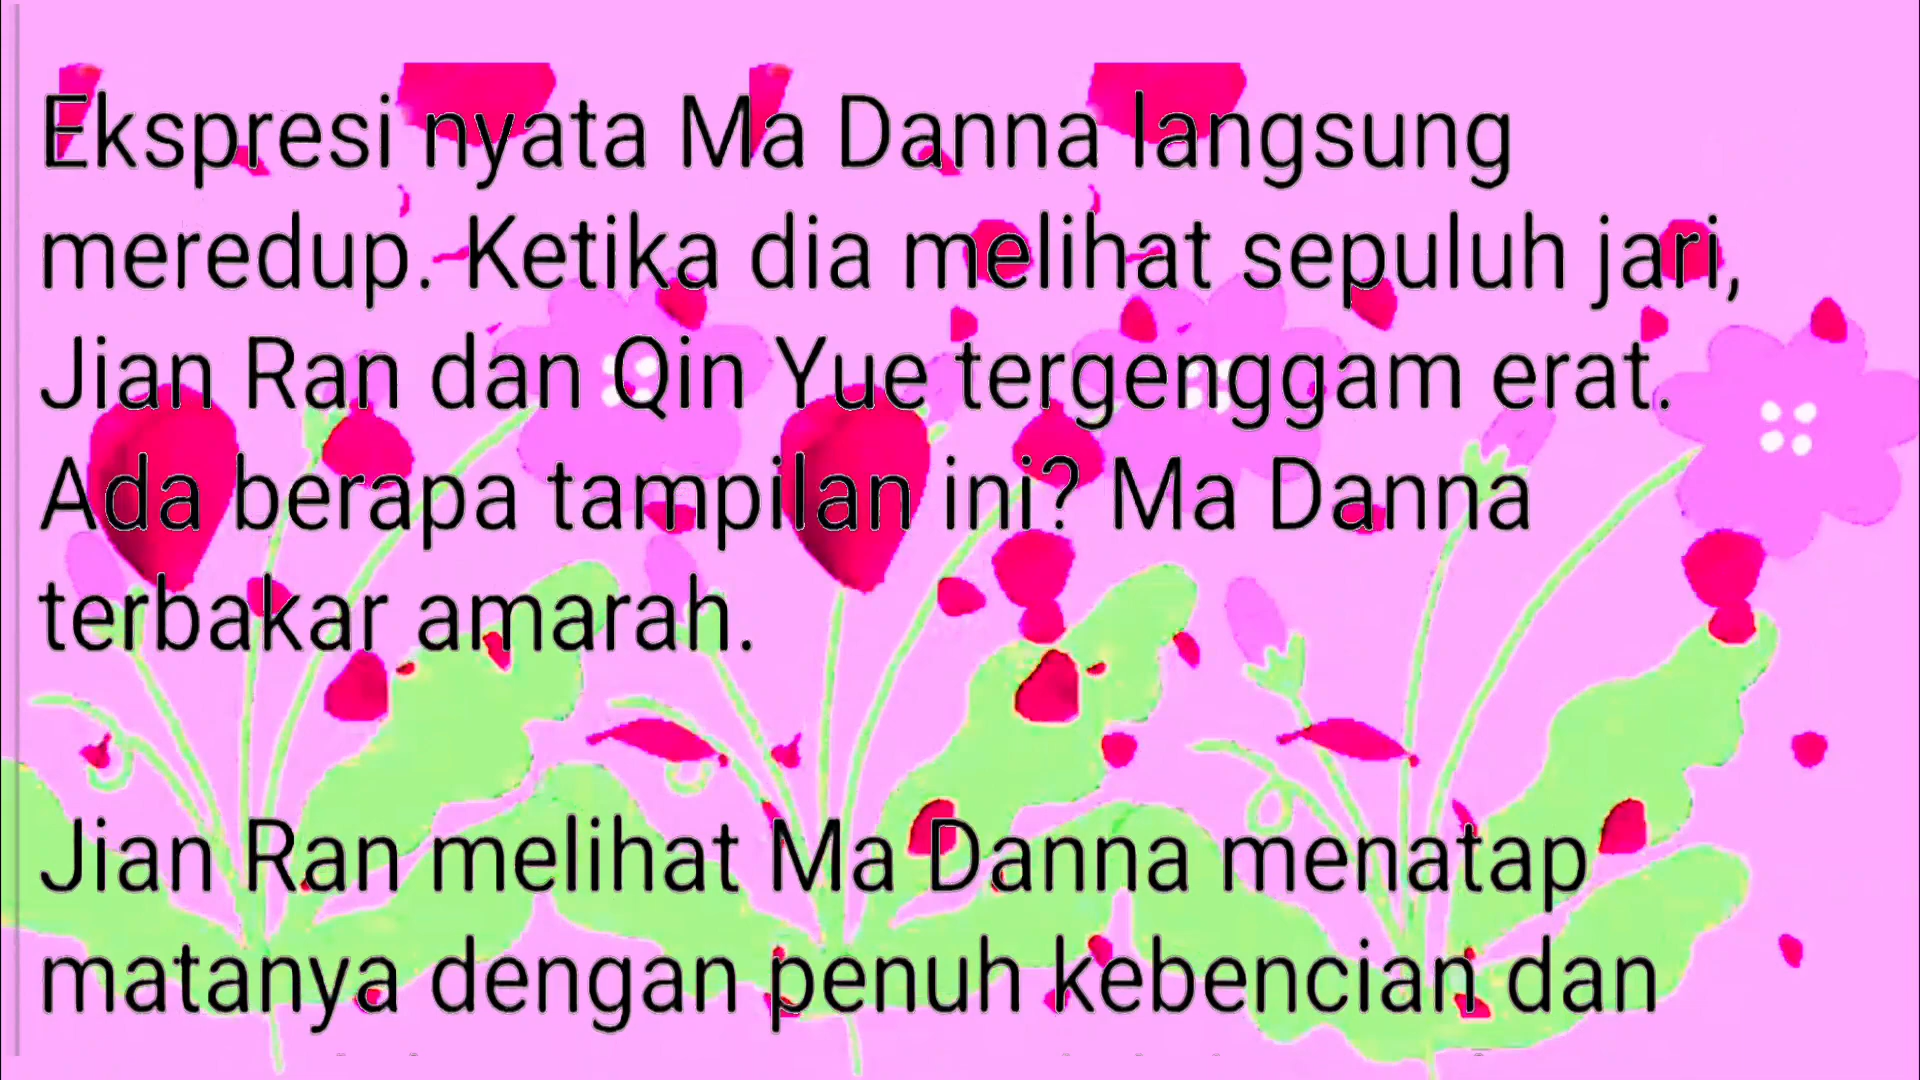 Ekspresi nyata Ma Danna langsung
meredup. Ketika dia melihat sepuluh jari,
Jian Ran dan Qin Yue tergenggam erat.
Ada berapa tampilan ini? Ma Danna
terbakar amarah.
Jian Ran melihat Ma Danna menatap
matanya dengan penuh kebencian dan